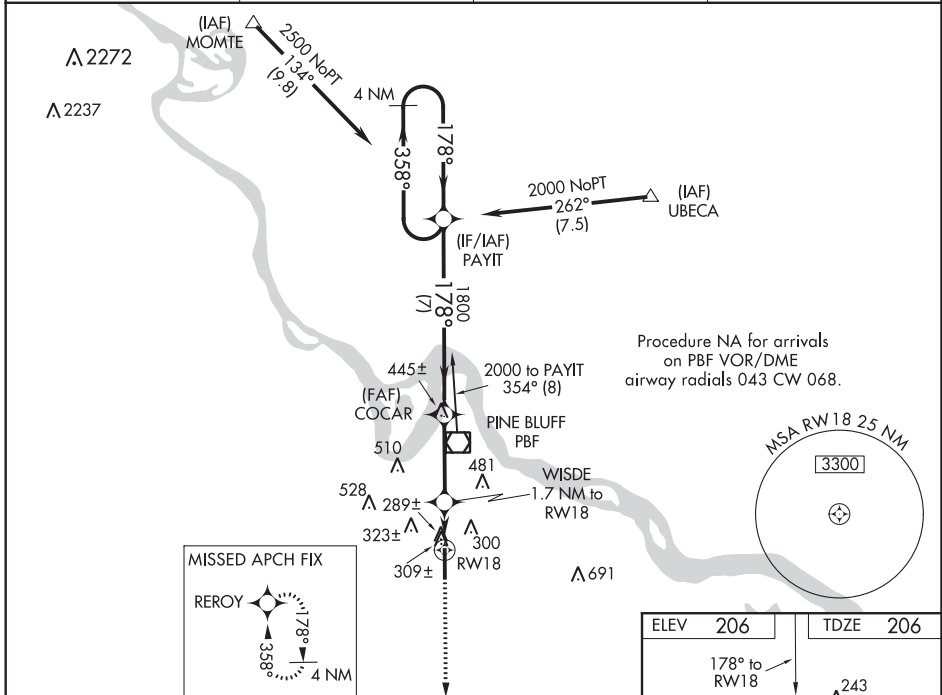 (IAF)
MOMTE
2272
2237
2500 NoPT
134°
(9.8)
4 NM
358°
178°
2000 NoPT
262°
(7.5)
(IAF)
UBECA
(IF/IAF)
PAYIT
1800
178°
(7)
Procedure NA for arrivals
on PBF VOR/DME
airway radials 043 CW 068.
445±
2000 to PAYIT
354° (8)
(FAF)
COCAR
PINE BLUFF
PBF
MSA RW18 25 NM
3300
510
481
WISDE
1.7 NM to
RW18
528
289±
323±
300
309±
RW18
691
MISSED APCH FIX
REROY
178°
358°
4 NM
ELEV 206
TDZE 206
178° to
RW18
243